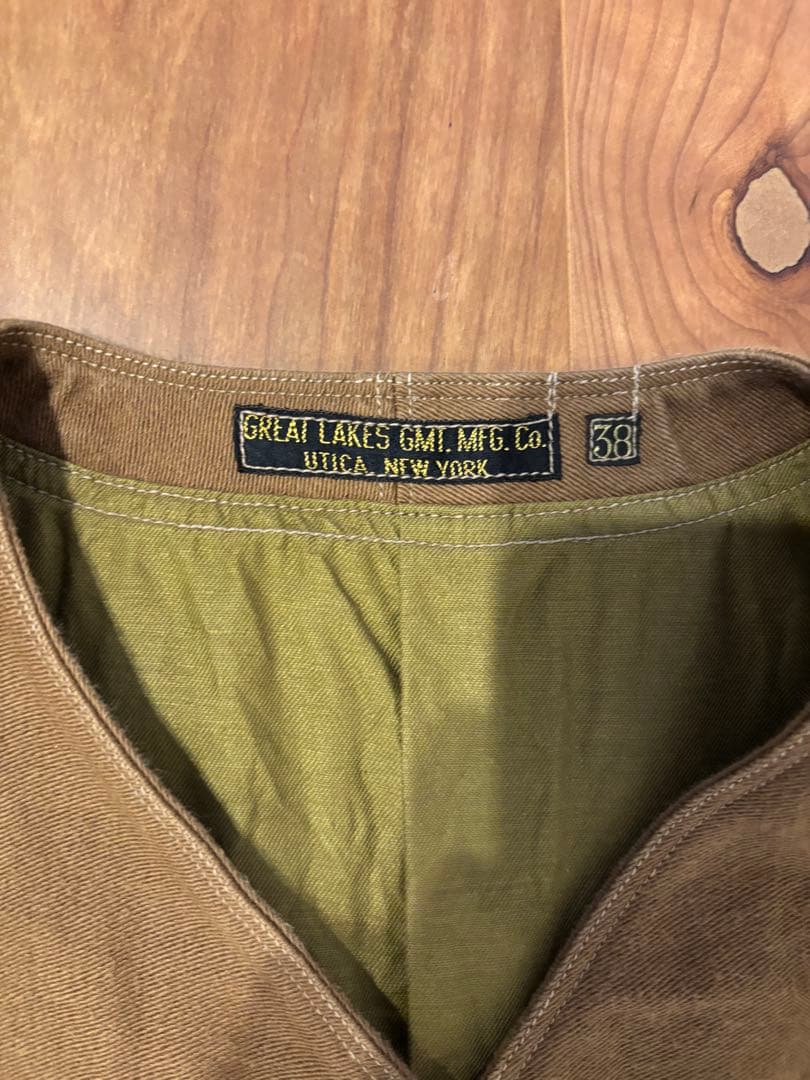 GREAT LAKES GMT. MFG. Co.
UTICA, NEW YORK
38